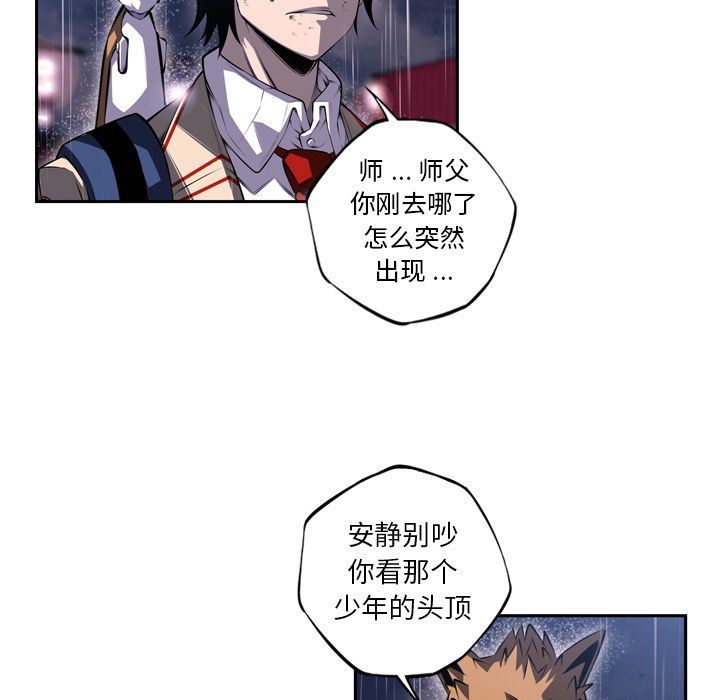 师 ... 师父
你刚去哪了
怎么突然
出现 ...
安静别吵
你看那个
少年的头顶